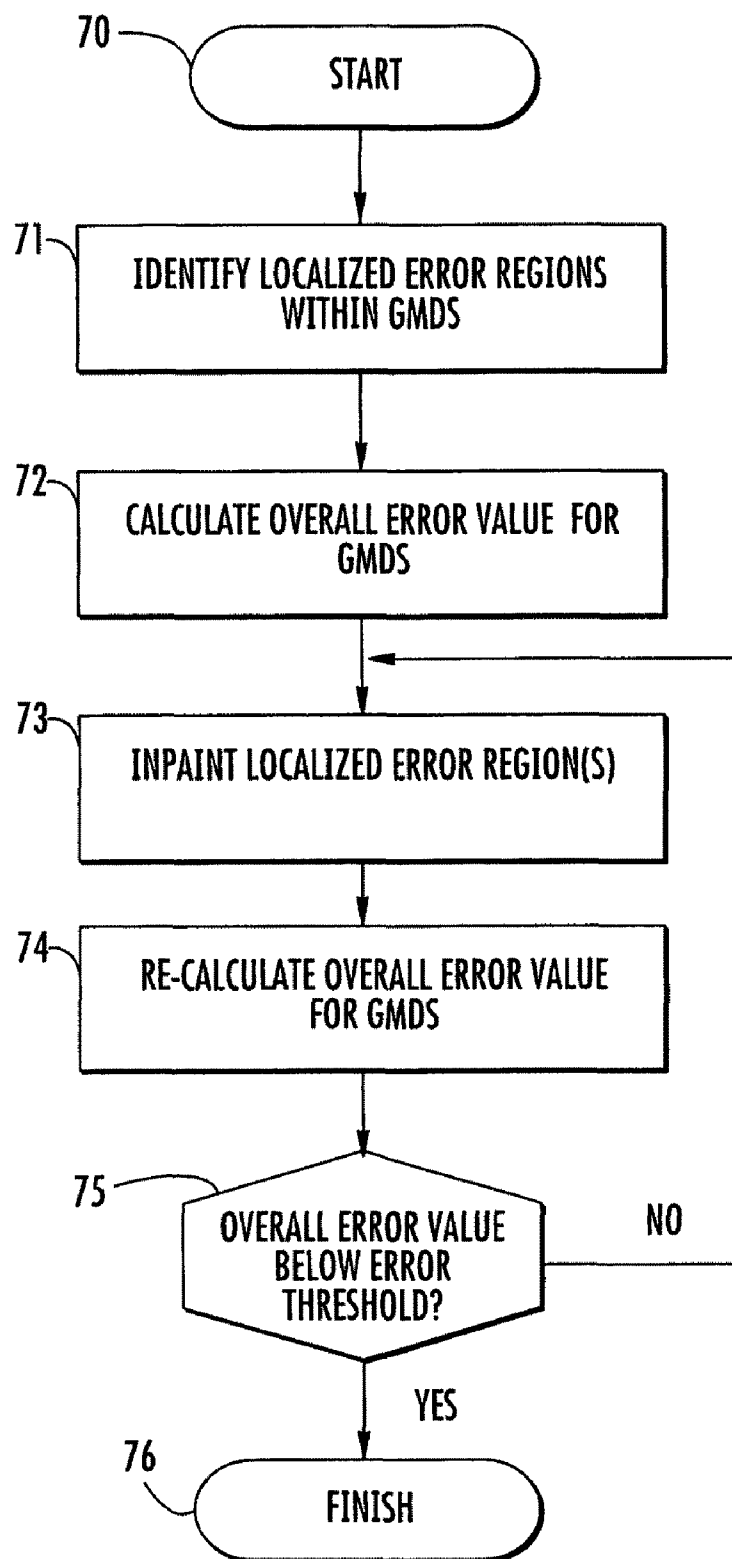 70
START
71
IDENTIFY LOCALIZED ERROR REGIONS
WITHIN GMDS
72
CALCULATE OVERALL ERROR VALUE FOR
GMDS
73
INPAINT LOCALIZED ERROR REGION(S)
74
RE-CALCULATE OVERALL ERROR VALUE
FOR GMDS
75
OVERALL ERROR VALUE
BELOW ERROR
THRESHOLD?
NO
YES
76
FINISH